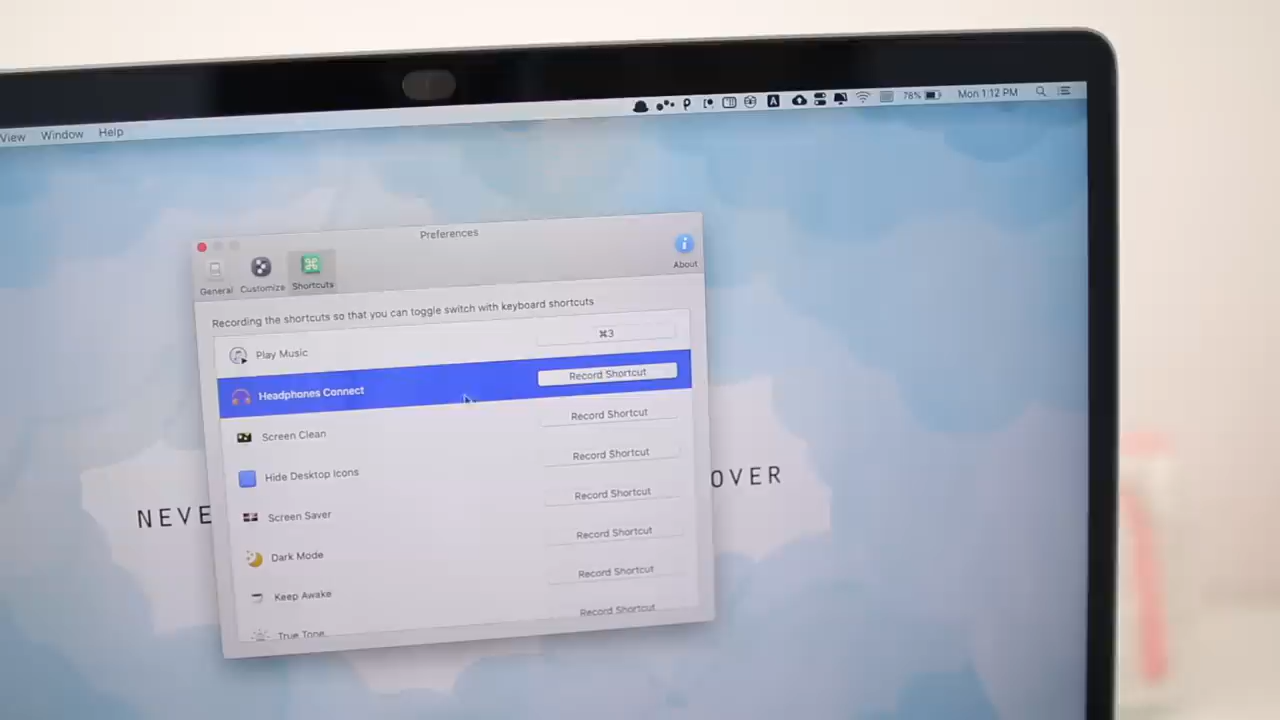 View Window Help
A 78% Mon 1:12 PM
Preferences
General Customize Shortcuts About
Recording the shortcuts so that you can toggle switch with keyboard shortcuts
Play Music ⌘3
Headphones Connect Record Shortcut
Screen Clean Record Shortcut
Hide Desktop Icons Record Shortcut
Screen Saver Record Shortcut
Dark Mode Record Shortcut
Keep Awake Record Shortcut
True Tone Record Shortcut
NEVE OVER